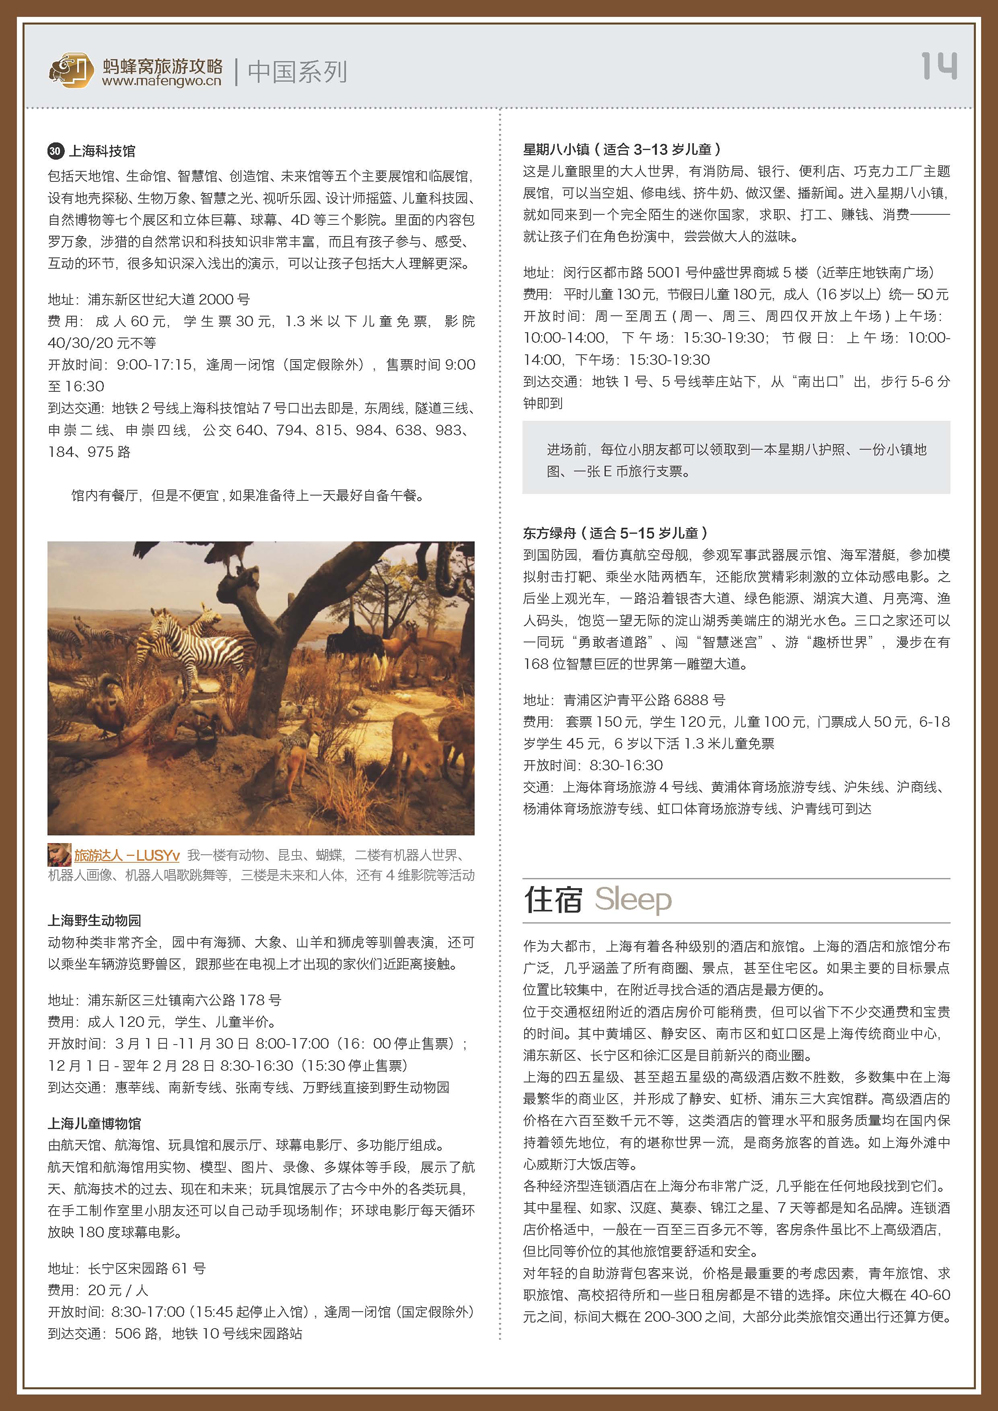 蚂蜂窝旅游攻略
www.mafengwo.cn
中国系列
14
30 上海科技馆
包括天地馆、生命馆、智慧馆、创造馆、未来馆等五个主要展馆和临展馆，
设有地壳探秘、生物万象、智慧之光、视听乐园、设计师摇篮、儿童科技园、
自然博物等七个展区和立体巨幕、球幕、4D 等三个影院。里面的内容包
罗万象，涉猎的自然常识和科技知识非常丰富，而且有孩子参与、感受、
互动的环节，很多知识深入浅出的演示，可以让孩子包括大人理解更深。
地址：浦东新区世纪大道 2000 号
费用：成人 60 元，学生票 30 元，1.3 米以下儿童免票，影院
40/30/20 元不等
开放时间：9:00-17:15，逢周一闭馆（国定假除外），售票时间 9:00
至 16:30
到达交通：地铁 2 号线上海科技馆站 7 号口出去即是，东周线，隧道三线、
申崇二线、申崇四线，公交 640、794、815、984、638、983、
184、975 路
馆内有餐厅，但是不便宜 , 如果准备待上一天最好自备午餐。
旅游达人 -LUSYv 我一楼有动物、昆虫、蝴蝶，二楼有机器人世界、
机器人画像、机器人唱歌跳舞等，三楼是未来和人体，还有 4 维影院等活动
上海野生动物园
动物种类非常齐全，园中有海狮、大象、山羊和狮虎等驯兽表演，还可
以乘坐车辆游览野兽区，跟那些在电视上才出现的家伙们近距离接触。
地址：浦东新区三灶镇南六公路 178 号
费用：成人 120 元，学生、儿童半价。
开放时间：3 月 1 日 -11 月 30 日 8:00-17:00（16：00 停止售票）；
12 月 1 日 - 翌年 2 月 28 日 8:30-16:30（15:30 停止售票）
到达交通：惠莘线、南新专线、张南专线、万野线直接到野生动物园
上海儿童博物馆
由航天馆、航海馆、玩具馆和展示厅、球幕电影厅、多功能厅组成。
航天馆和航海馆用实物、模型、图片、录像、多媒体等手段，展示了航
天、航海技术的过去、现在和未来；玩具馆展示了古今中外的各类玩具，
在手工制作室里小朋友还可以自己动手现场制作；环球电影厅每天循环
放映 180 度球幕电影。
地址：长宁区宋园路 61 号
费用：20 元 / 人
开放时间：8:30-17:00（15:45 起停止入馆），逢周一闭馆（国定假除外）
到达交通：506 路，地铁 10 号线宋园路站
星期八小镇（适合 3-13 岁儿童）
这是儿童眼里的大人世界，有消防局、银行、便利店、巧克力工厂主题
展馆，可以当空姐、修电线、挤牛奶、做汉堡、播新闻。进入星期八小镇，
就如同来到一个完全陌生的迷你国家，求职、打工、赚钱、消费———
就让孩子们在角色扮演中，尝尝做大人的滋味。
地址：闵行区都市路 5001 号仲盛世界商城 5 楼（近莘庄地铁南广场）
费用： 平时儿童 130 元，节假日儿童 180 元，成人（16 岁以上）统一 50 元
开放时间：周一至周五 ( 周一、周三、周四仅开放上午场 ) 上午场：
10:00-14:00，下午场：15:30-19:30；节假日：上午场：10:00-
14:00，下午场：15:30-19:30
到达交通：地铁 1 号、5 号线莘庄站下，从“南出口”出，步行 5-6 分
钟即到
进场前，每位小朋友都可以领取到一本星期八护照、一份小镇地
图、一张 E 币旅行支票。
东方绿舟（适合 5-15 岁儿童）
到国防园，看仿真航空母舰，参观军事武器展示馆、海军潜艇，参加模
拟射击打靶、乘坐水陆两栖车，还能欣赏精彩刺激的立体动感电影。之
后坐上观光车，一路沿着银杏大道、绿色能源、湖滨大道、月亮湾、渔
人码头，饱览一望无际的淀山湖秀美端庄的湖光水色。三口之家还可以
一同玩“勇敢者道路”、闯“智慧迷宫”、游“趣桥世界”，漫步在有
168 位智慧巨匠的世界第一雕塑大道。
地址：青浦区沪青平公路 6888 号
费用： 套票 150 元，学生 120 元，儿童 100 元，门票成人 50 元，6-18
岁学生 45 元，6 岁以下活 1.3 米儿童免票
开放时间：8:30-16:30
交通：上海体育场旅游 4 号线、黄浦体育场旅游专线、沪朱线、沪商线、
杨浦体育场旅游专线、虹口体育场旅游专线、沪青线可到达
住宿 Sleep
作为大都市，上海有着各种级别的酒店和旅馆。上海的酒店和旅馆分布
广泛，几乎涵盖了所有商圈、景点，甚至住宅区。如果主要的目标景点
位置比较集中，在附近寻找合适的酒店是最方便的。
位于交通枢纽附近的酒店房价可能稍贵，但可以省下不少交通费和宝贵
的时间。其中黄埔区、静安区、南市区和虹口区是上海传统商业中心，
浦东新区、长宁区和徐汇区是目前新兴的商业圈。
上海的四五星级、甚至超五星级的高级酒店数不胜数，多数集中在上海
最繁华的商业区，并形成了静安、虹桥、浦东三大宾馆群。高级酒店的
价格在六百至数千元不等，这类酒店的管理水平和服务质量均在国内保
持着领先地位，有的堪称世界一流，是商务旅客的首选。如上海外滩中
心威斯汀大饭店等。
各种经济型连锁酒店在上海分布非常广泛，几乎能在任何地段找到它们。
其中星程、如家、汉庭、莫泰、锦江之星、7 天等都是知名品牌。连锁酒
店价格适中，一般在一百至三百多元不等，客房条件虽比不上高级酒店，
但比同等价位的其他旅馆要舒适和安全。
对年轻的自助游背包客来说，价格是最重要的考虑因素，青年旅馆、求
职旅馆、高校招待所和一些日租房都是不错的选择。床位大概在 40-60
元之间，标间大概在 200-300 之间，大部分此类旅馆交通出行还算方便。